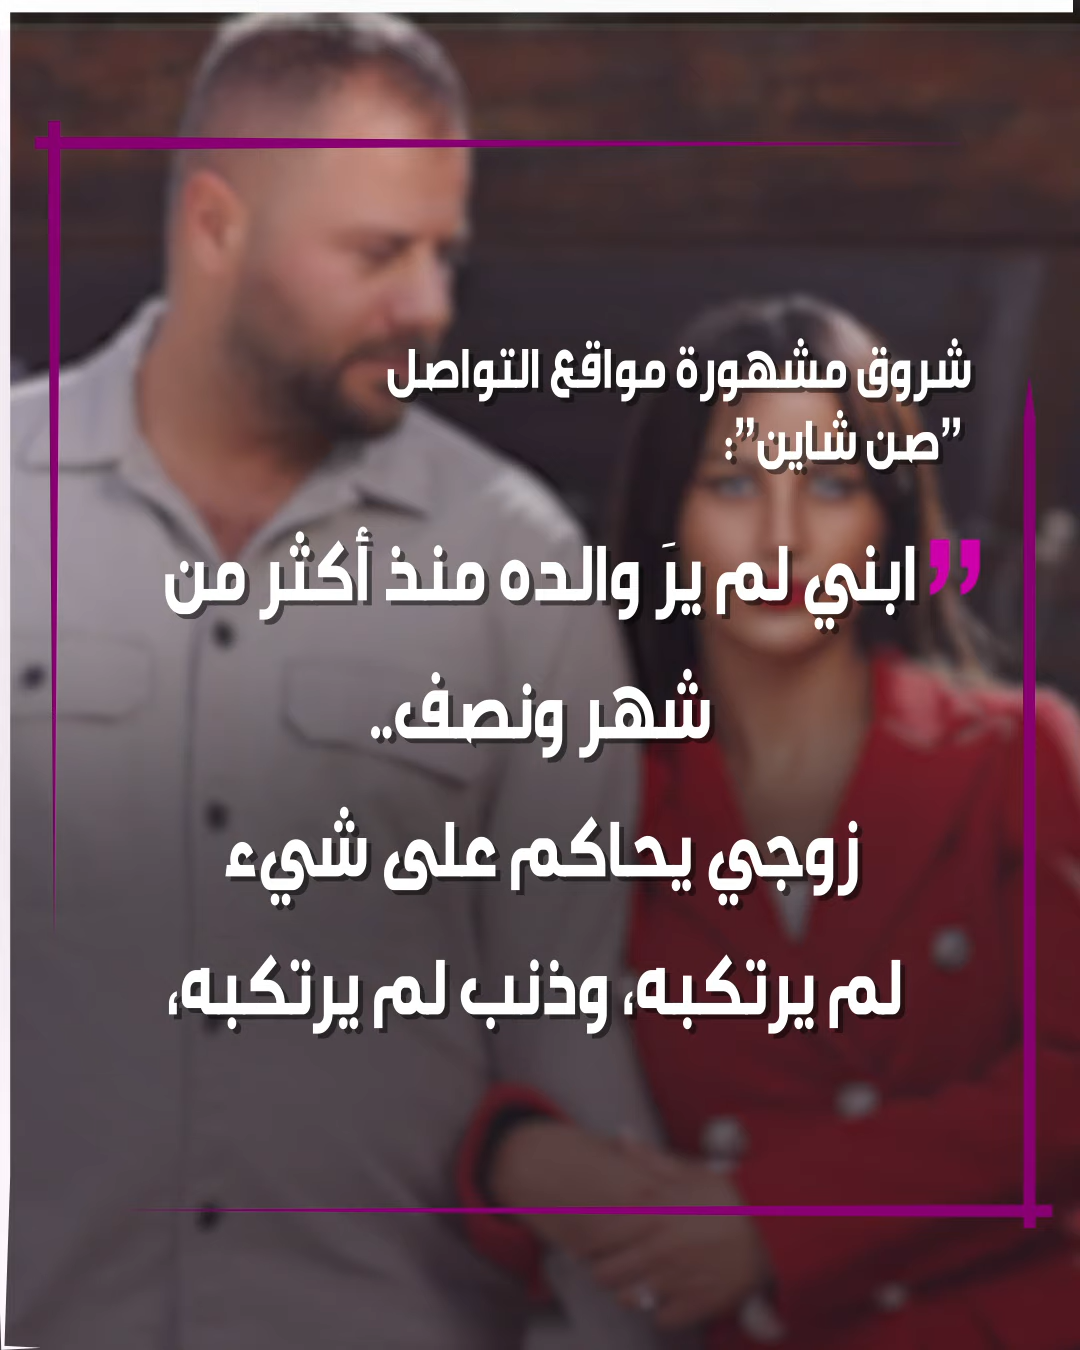 شروق مشهورة مواقع التواصل
”صن شاين”:
”ابني لم يرَ والده منذ أكثر من
شهر ونصف..
زوجي يحاكم على شيء
لم يرتكبه، وذنب لم يرتكبه،